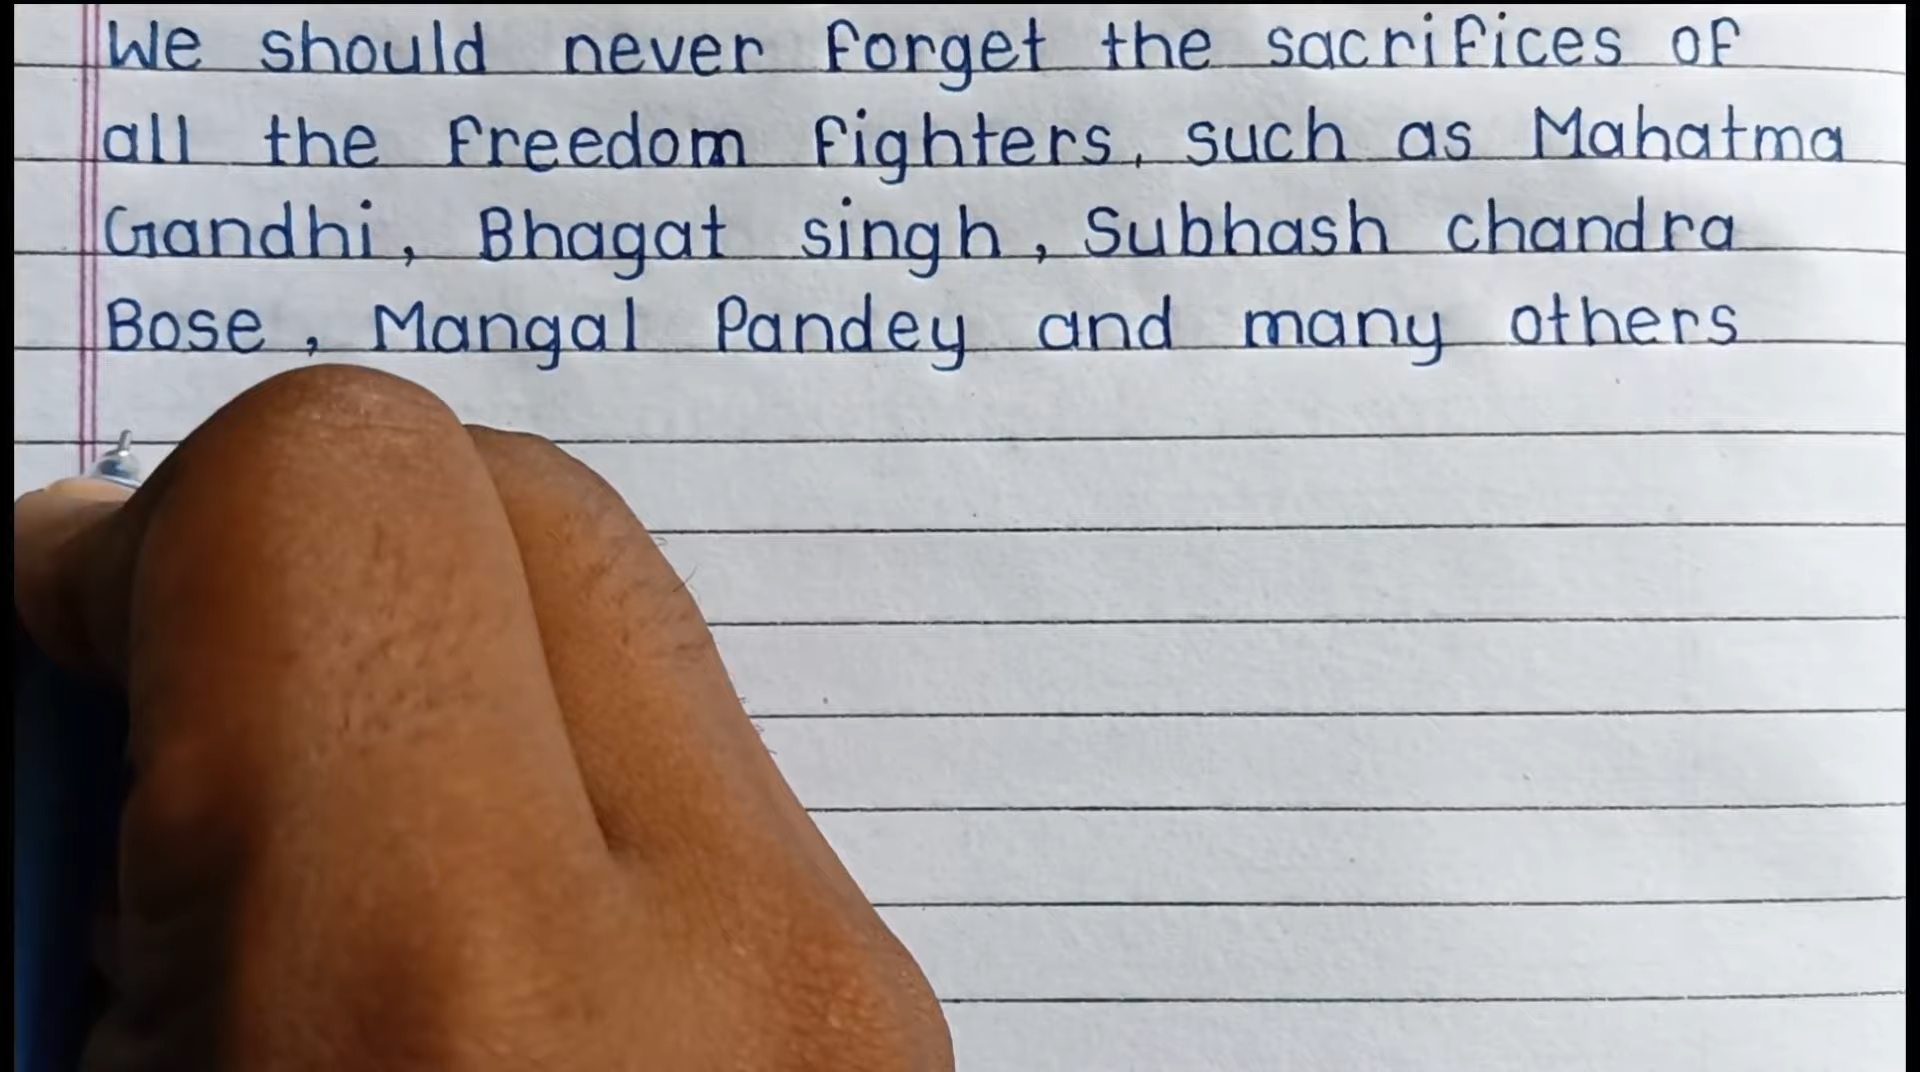 We should never forget the sacrifices of
all the freedom fighters, such as Mahatma
Gandhi, Bhagat singh, Subhash chandra
Bose, Mangal Pandey and many others